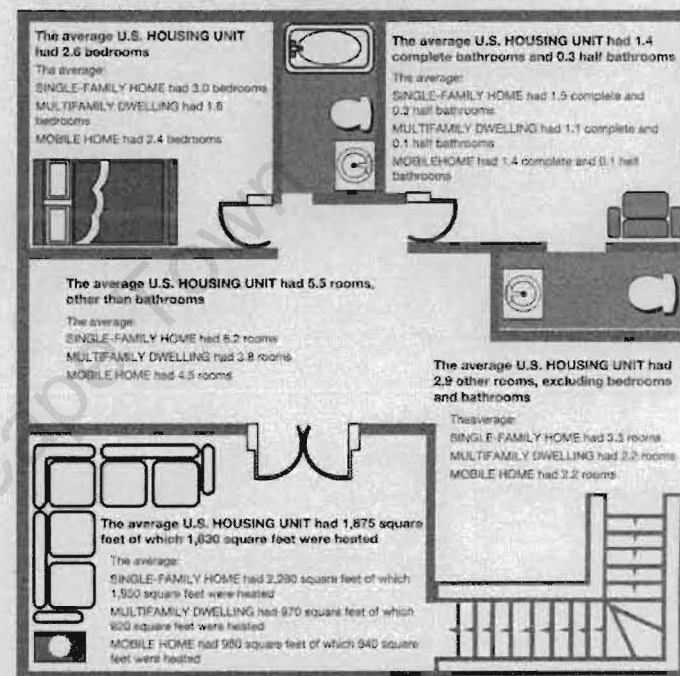 The average U.S. HOUSING UNIT
had 2.6 bedrooms
The average:
SINGLE-FAMILY HOME had 3.0 bedrooms
MULTIFAMILY DWELLING had 1.6
bedrooms
MOBILE HOME had 2.4 bedrooms
The average U.S. HOUSING UNIT had 1.4
complete bathrooms and 0.3 half bathrooms
The average:
SINGLE-FAMILY HOME had 1.5 complete and
0.3 half bathrooms
MULTIFAMILY DWELLING had 1.1 complete and
0.1 half bathrooms
MOBILEHOME had 1.4 complete and 0.1 half
bathrooms
The average U.S. HOUSING UNIT had 5.5 rooms,
other than bathrooms
The average:
SINGLE-FAMILY HOME had 6.2 rooms
MULTIFAMILY DWELLING had 3.8 rooms
MOBILE HOME had 4.5 rooms
The average U.S. HOUSING UNIT had
2.9 other rooms, excluding bedrooms
and bathrooms
Theaverage:
SINGLE-FAMILY HOME had 3.3 rooms
MULTIFAMILY DWELLING had 2.2 rooms
MOBILE HOME had 2.2 rooms
The average U.S. HOUSING UNIT had 1,875 square
feet of which 1,630 square feet were heated
The average:
SINGLE-FAMILY HOME had 2,280 square feet of which
1,950 square feet were heated
MULTIFAMILY DWELLING had 970 square feet of which
920 square feet were heated
MOBILE HOME had 980 square feet of which 940 square
feet were heated
Cape Town